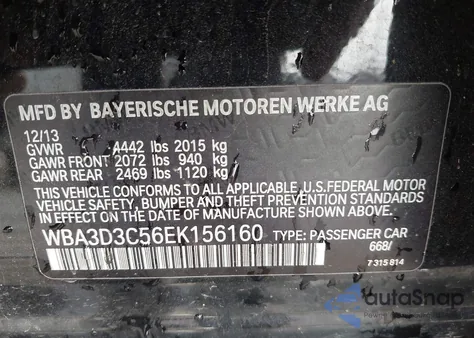 MFD BY BAYERISCHE MOTOREN WERKE AG
12/13
GVWR 4442 lbs 2015 kg
GAWR FRONT 2072 lbs 940 kg
GAWR REAR 2469 lbs 1120 kg
THIS VEHICLE CONFORMS TO ALL APPLICABLE U.S.FEDERAL MOTOR
VEHICLE SAFETY, BUMPER AND THEFT PREVENTION STANDARDS
IN EFFECT ON THE DATE OF MANUFACTURE SHOWN ABOVE.
WBA3D3C56EK156160 TYPE: PASSENGER CAR
668/
7 315 814
autoSnap